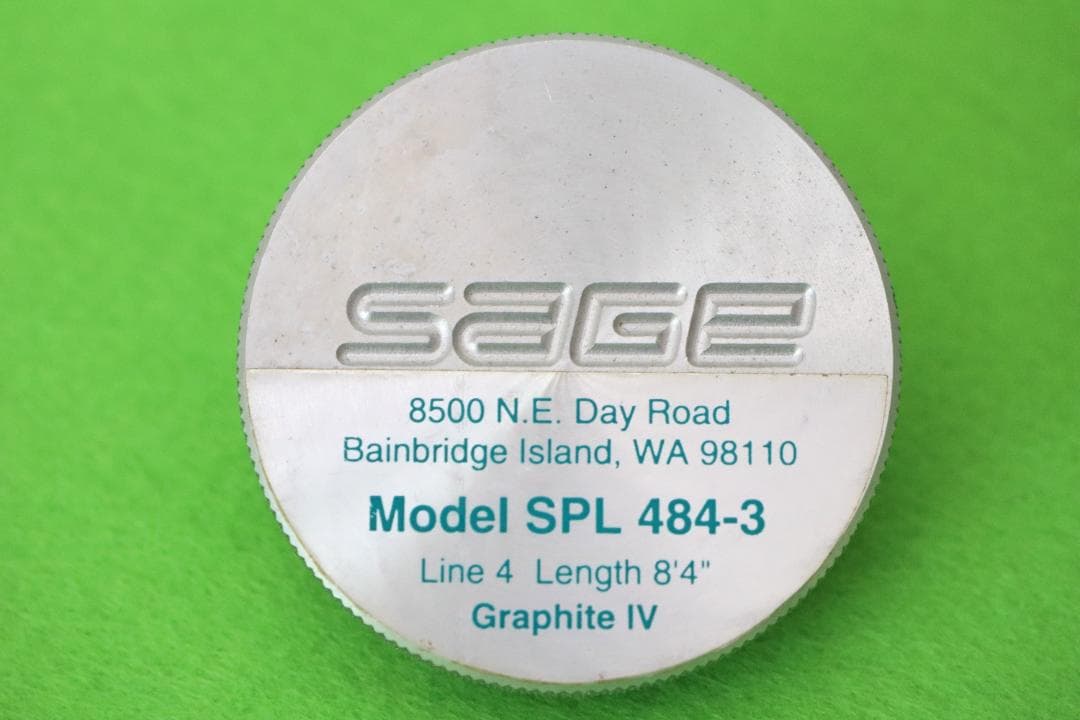 SAGE
8500 N.E. Day Road
Bainbridge Island, WA 98110
Model SPL 484-3
Line 4 Length 8'4"
Graphite IV